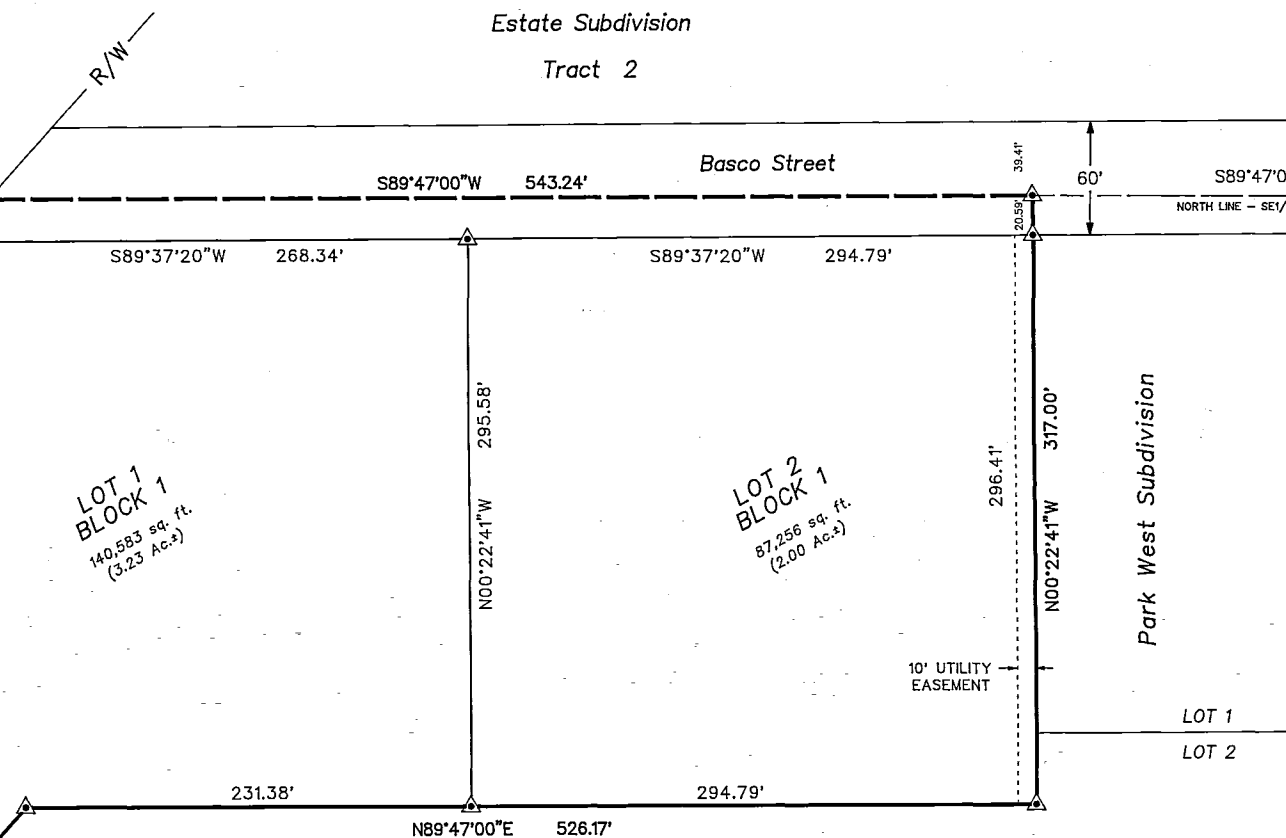 Estate Subdivision
Tract 2
R/W
Basco Street
39.41'
60'
S89°47'00"W 543.24'
S89°47'0
20.59'
NORTH LINE - SE1/
S89°37'20"W 268.34'
S89°37'20"W 294.79'
295.58'
N00°22'41"W
296.41'
317.00'
N00°22'41"W
Park West Subdivision
LOT 1
BLOCK 1
140,583 sq. ft.
(3.23 Ac.±)
LOT 2
BLOCK 1
87,256 sq. ft.
(2.00 Ac.±)
10' UTILITY
EASEMENT
LOT 1
LOT 2
231.38'
294.79'
N89°47'00"E 526.17'